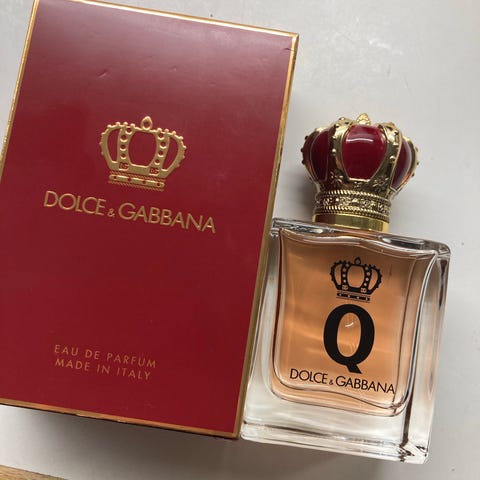 DOLCE & GABBANA
EAU DE PARFUM
MADE IN ITALY
Q
DOLCE & GABBANA